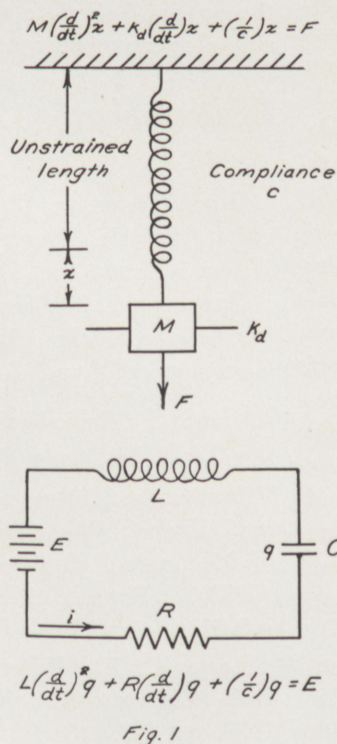 M(d/dt)²x + K_d(d/dt)x + (1/c)x = F
Unstrained
length
Compliance
c
x
M
K_d
F
L
E
q
C
i
R
L(d/dt)²q + R(d/dt)q + (1/c)q = E
Fig. 1